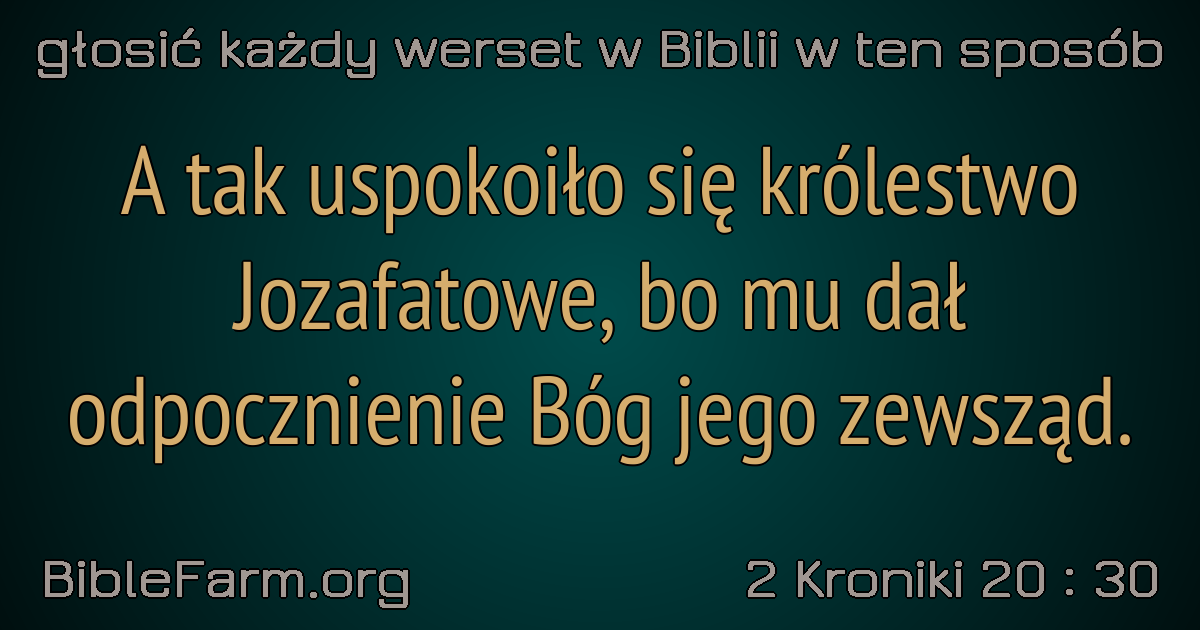 głosić każdy werset w Biblii w ten sposób
A tak uspokoiło się królestwo
Jozafatowe, bo mu dał
odpocznienie Bóg jego zewsząd.
BibleFarm.org
2 Kroniki 20 : 30